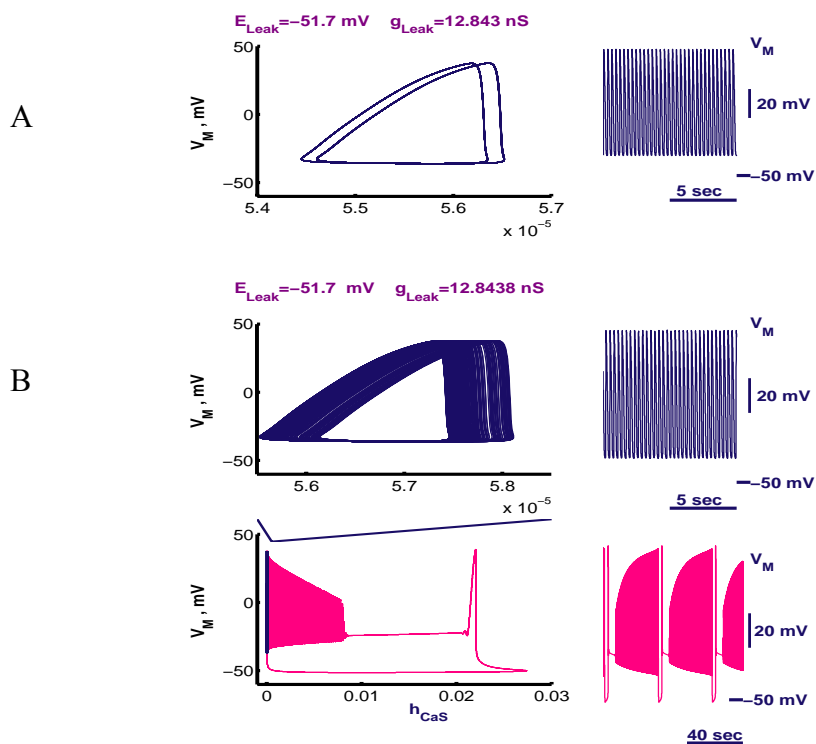 A
E_Leak=−51.7 mV g_Leak=12.843 nS
V_M , mV
50
0
−50
5.4 5.5 5.6 5.7
x 10^-5
V_M
20 mV
−50 mV
5 sec
B
E_Leak=−51.7 mV g_Leak=12.8438 nS
V_M , mV
50
0
−50
5.6 5.7 5.8
x 10^-5
V_M
20 mV
−50 mV
5 sec
V_M, mV
50
0
−50
0 0.01 0.02 0.03
h_CaS
V_M
20 mV
−50 mV
40 sec